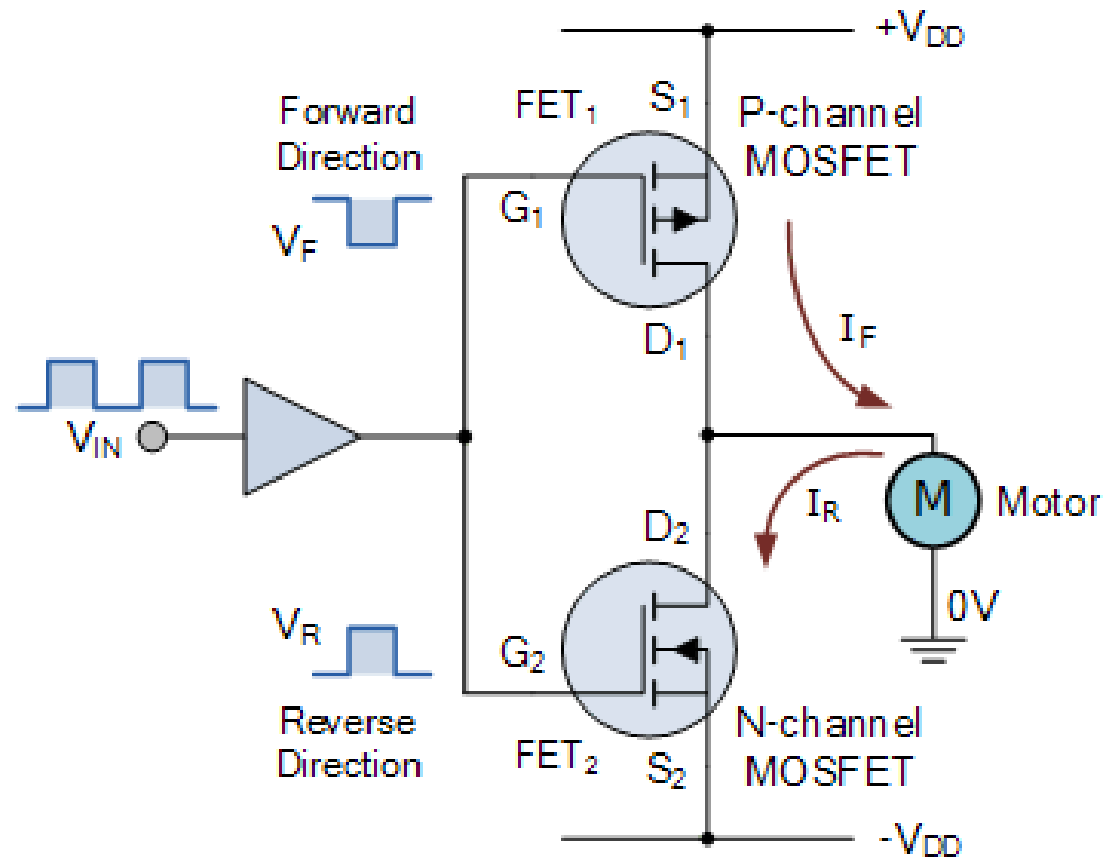 +VDD
FET1
S1
P-channel
MOSFET
Forward
Direction
G1
VF
D1
IF
VIN
M
Motor
IR
D2
0V
VR
G2
Reverse
Direction
N-channel
MOSFET
FET2
S2
-VDD